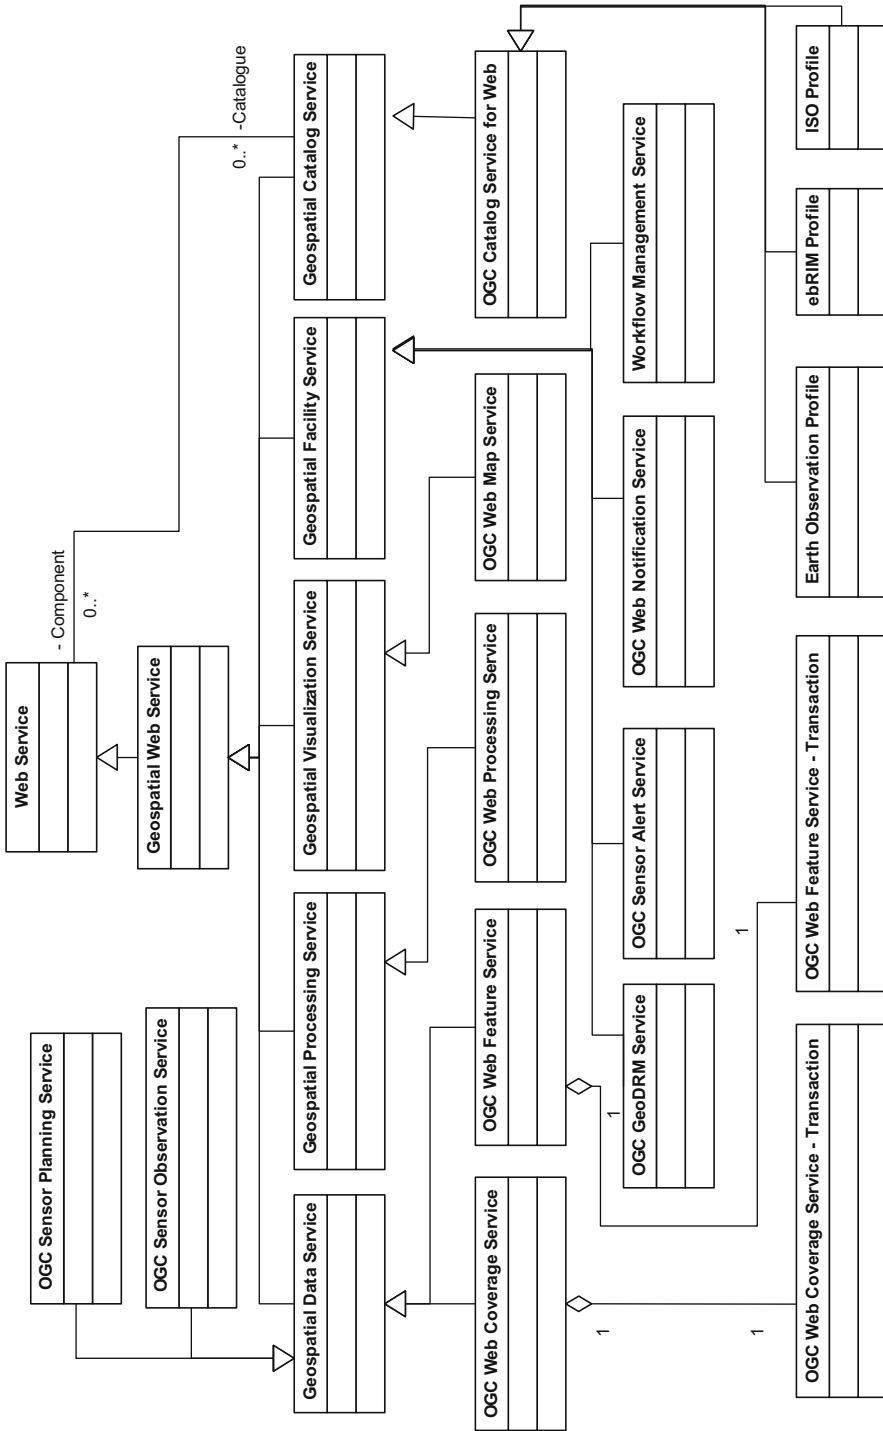 Web Service
- Component
0..*
Geospatial Web Service
0..* -Catalogue
OGC Sensor Planning Service
OGC Sensor Observation Service
Geospatial Data Service
Geospatial Processing Service
Geospatial Visualization Service
Geospatial Facility Service
Geospatial Catalog Service
OGC Web Coverage Service
OGC Web Feature Service
OGC Web Processing Service
OGC Web Map Service
OGC Catalog Service for Web
1
1
OGC GeoDRM Service
OGC Sensor Alert Service
OGC Web Notification Service
Workflow Management Service
1
1
OGC Web Coverage Service - Transaction
OGC Web Feature Service - Transaction
Earth Observation Profile
ebRIM Profile
ISO Profile